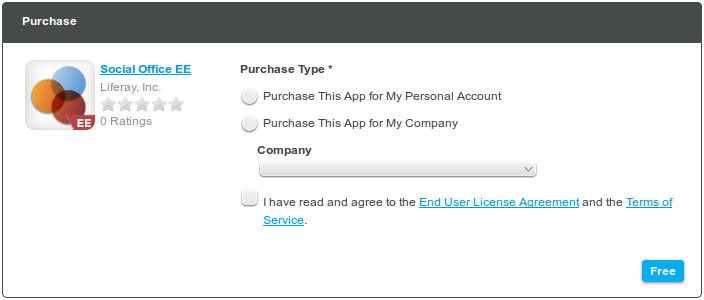 Purchase
Social Office EE
Liferay, Inc.
EE
0 Ratings
Purchase Type *
Purchase This App for My Personal Account
Purchase This App for My Company
Company
I have read and agree to the End User License Agreement and the Terms of
Service.
Free